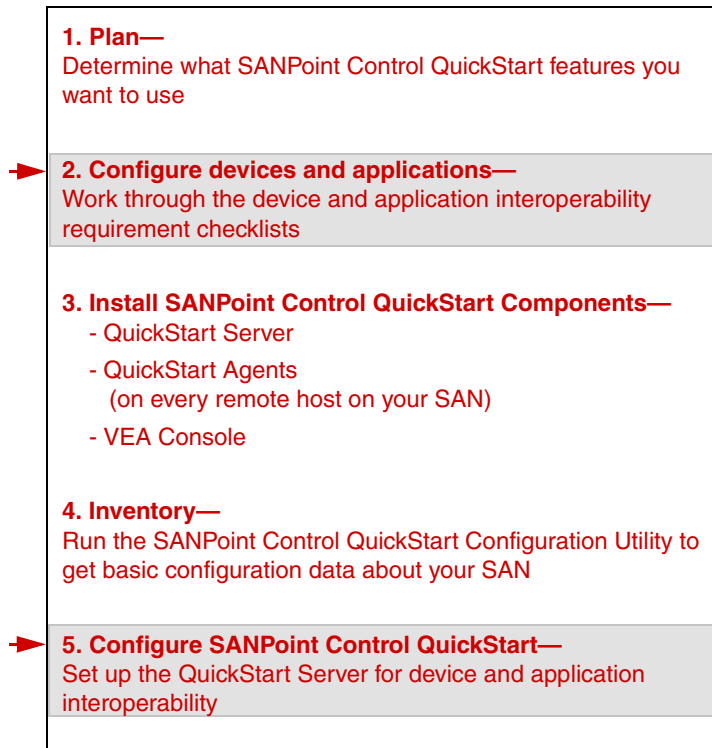 1. Plan—
Determine what SANPoint Control QuickStart features you
want to use
2. Configure devices and applications—
Work through the device and application interoperability
requirement checklists
3. Install SANPoint Control QuickStart Components—
- QuickStart Server
- QuickStart Agents
(on every remote host on your SAN)
- VEA Console
4. Inventory—
Run the SANPoint Control QuickStart Configuration Utility to
get basic configuration data about your SAN
5. Configure SANPoint Control QuickStart—
Set up the QuickStart Server for device and application
interoperability